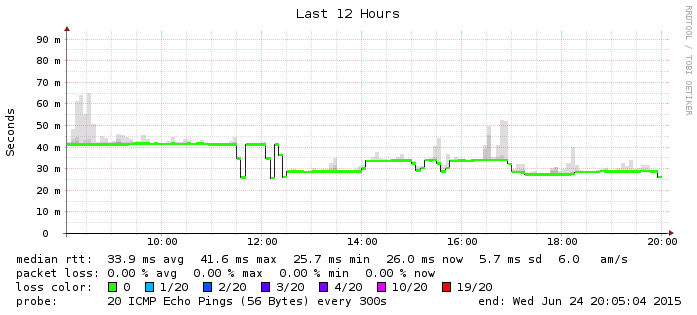 Last 12 Hours
RRDTOOL / TOBI OETIKER
Seconds
90 m
80 m
70 m
60 m
50 m
40 m
30 m
20 m
10 m
0
10:00 12:00 14:00 16:00 18:00 20:00
median rtt: 33.9 ms avg 41.6 ms max 25.7 ms min 26.0 ms now 5.7 ms sd 6.0 am/s
packet loss: 0.00 % avg 0.00 % max 0.00 % min 0.00 % now
loss color: 0 1/20 2/20 3/20 4/20 10/20 19/20
probe: 20 ICMP Echo Pings (56 Bytes) every 300s end: Wed Jun 24 20:05:04 2015